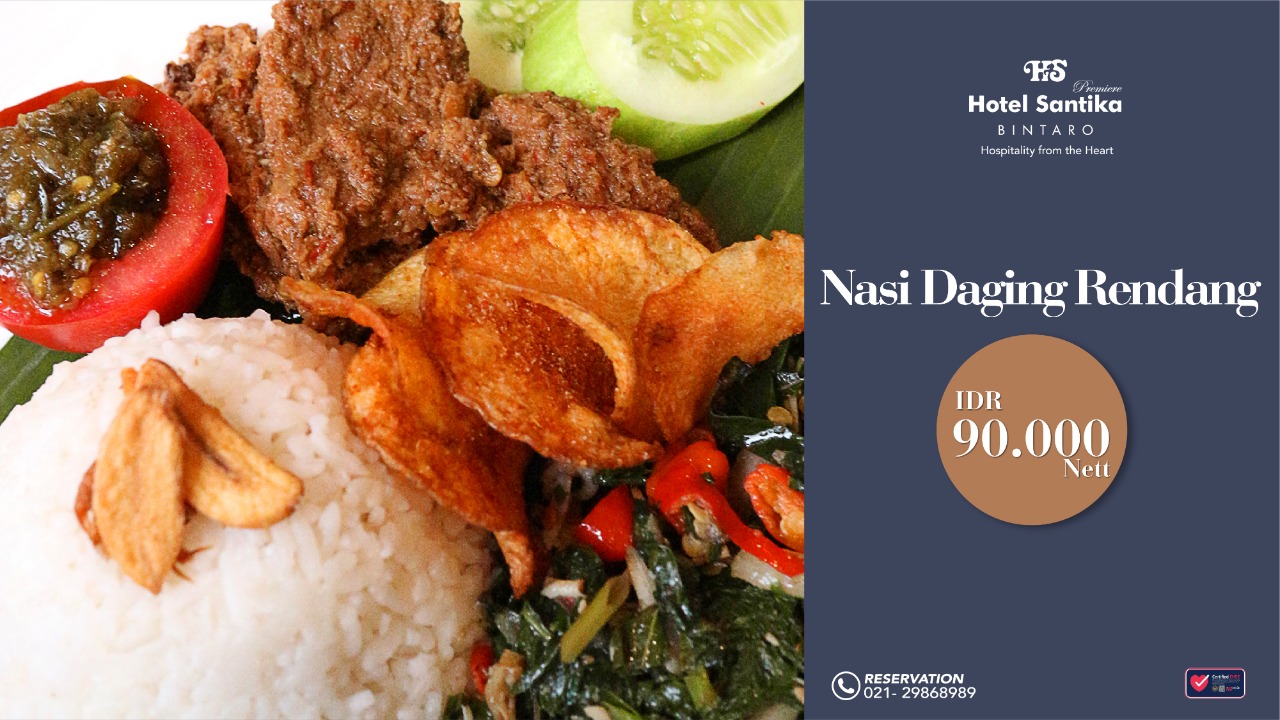 HS
Premiere
Hotel Santika
BINTARO
Hospitality from the Heart
Nasi Daging Rendang
IDR
90.000
Nett
RESERVATION
021- 29868989
Certified